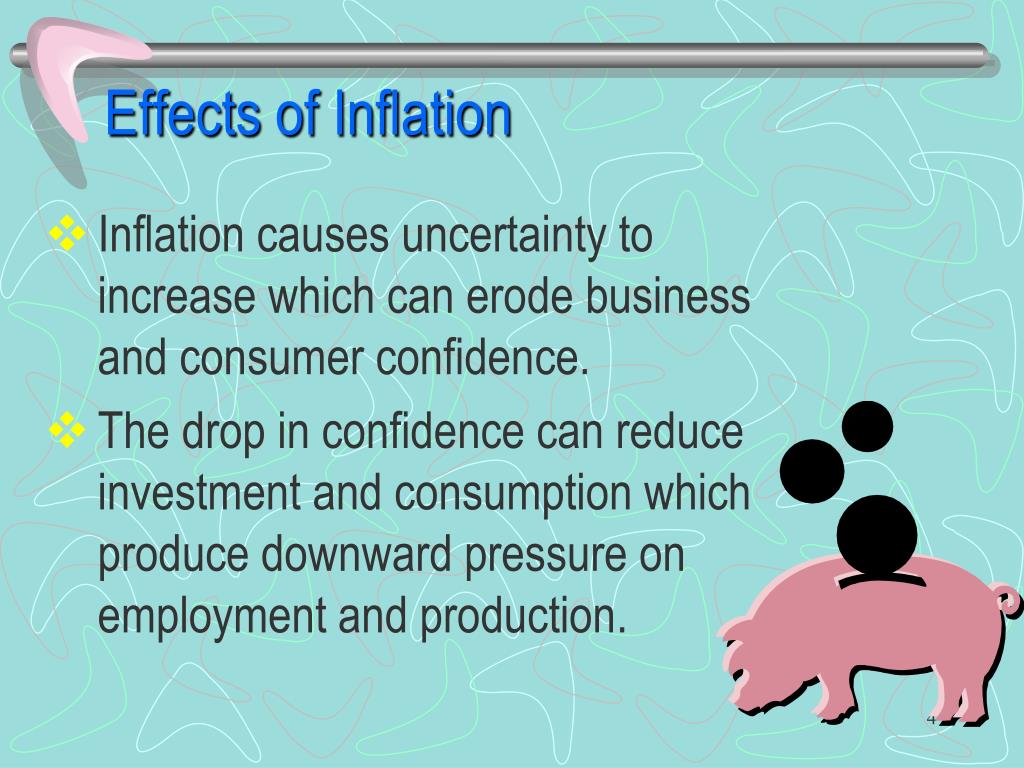 Effects of Inflation
Inflation causes uncertainty to
increase which can erode business
and consumer confidence.
The drop in confidence can reduce
investment and consumption which
produce downward pressure on
employment and production.
4